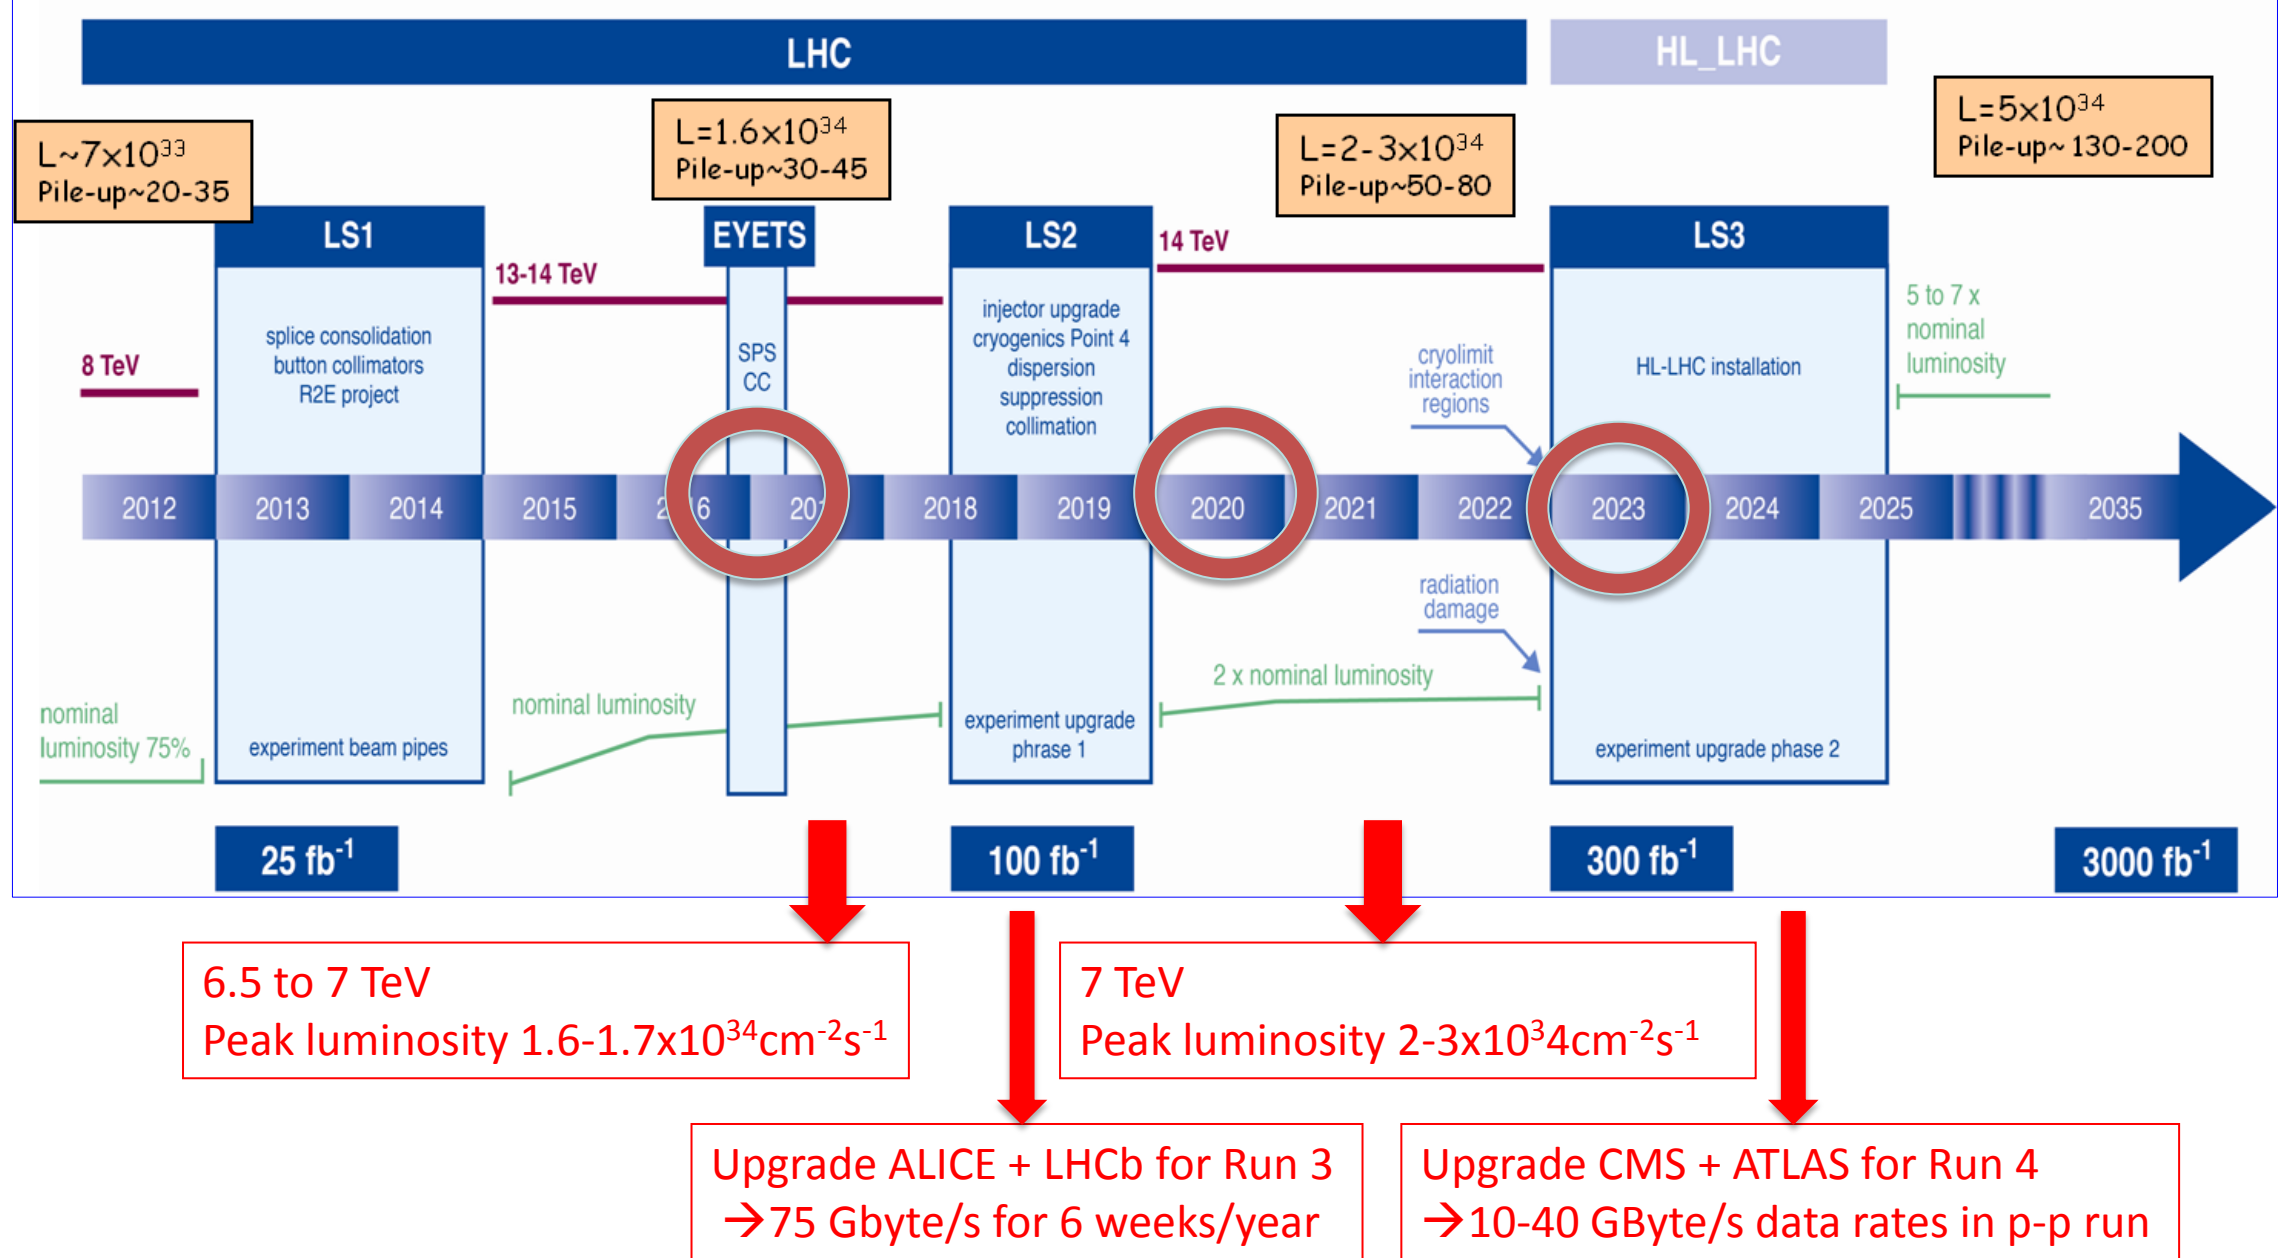 LHC
HL_LHC
L~7x10³³
Pile-up~20-35
L=1.6x10³⁴
Pile-up~30-45
L=2-3x10³⁴
Pile-up~50-80
L=5x10³⁴
Pile-up~ 130-200
LS1
EYETS
LS2
LS3
8 TeV
13-14 TeV
14 TeV
splice consolidation
button collimators
R2E project
SPS
CC
injector upgrade
cryogenics Point 4
dispersion
suppression
collimation
cryolimit
interaction
regions
HL-LHC installation
5 to 7 x
nominal
luminosity
2012 2013 2014 2015 2018 2019 2020 2021 2022 2023 2024 2025 2035
radiation
damage
nominal
luminosity 75%
experiment beam pipes
nominal luminosity
experiment upgrade
phrase 1
2 x nominal luminosity
experiment upgrade phase 2
25 fb⁻¹
100 fb⁻¹
300 fb⁻¹
3000 fb⁻¹
6.5 to 7 TeV
Peak luminosity 1.6-1.7x10³⁴cm⁻²s⁻¹
7 TeV
Peak luminosity 2-3x10³4cm⁻²s⁻¹
Upgrade ALICE + LHCb for Run 3
→75 Gbyte/s for 6 weeks/year
Upgrade CMS + ATLAS for Run 4
→10-40 GByte/s data rates in p-p run